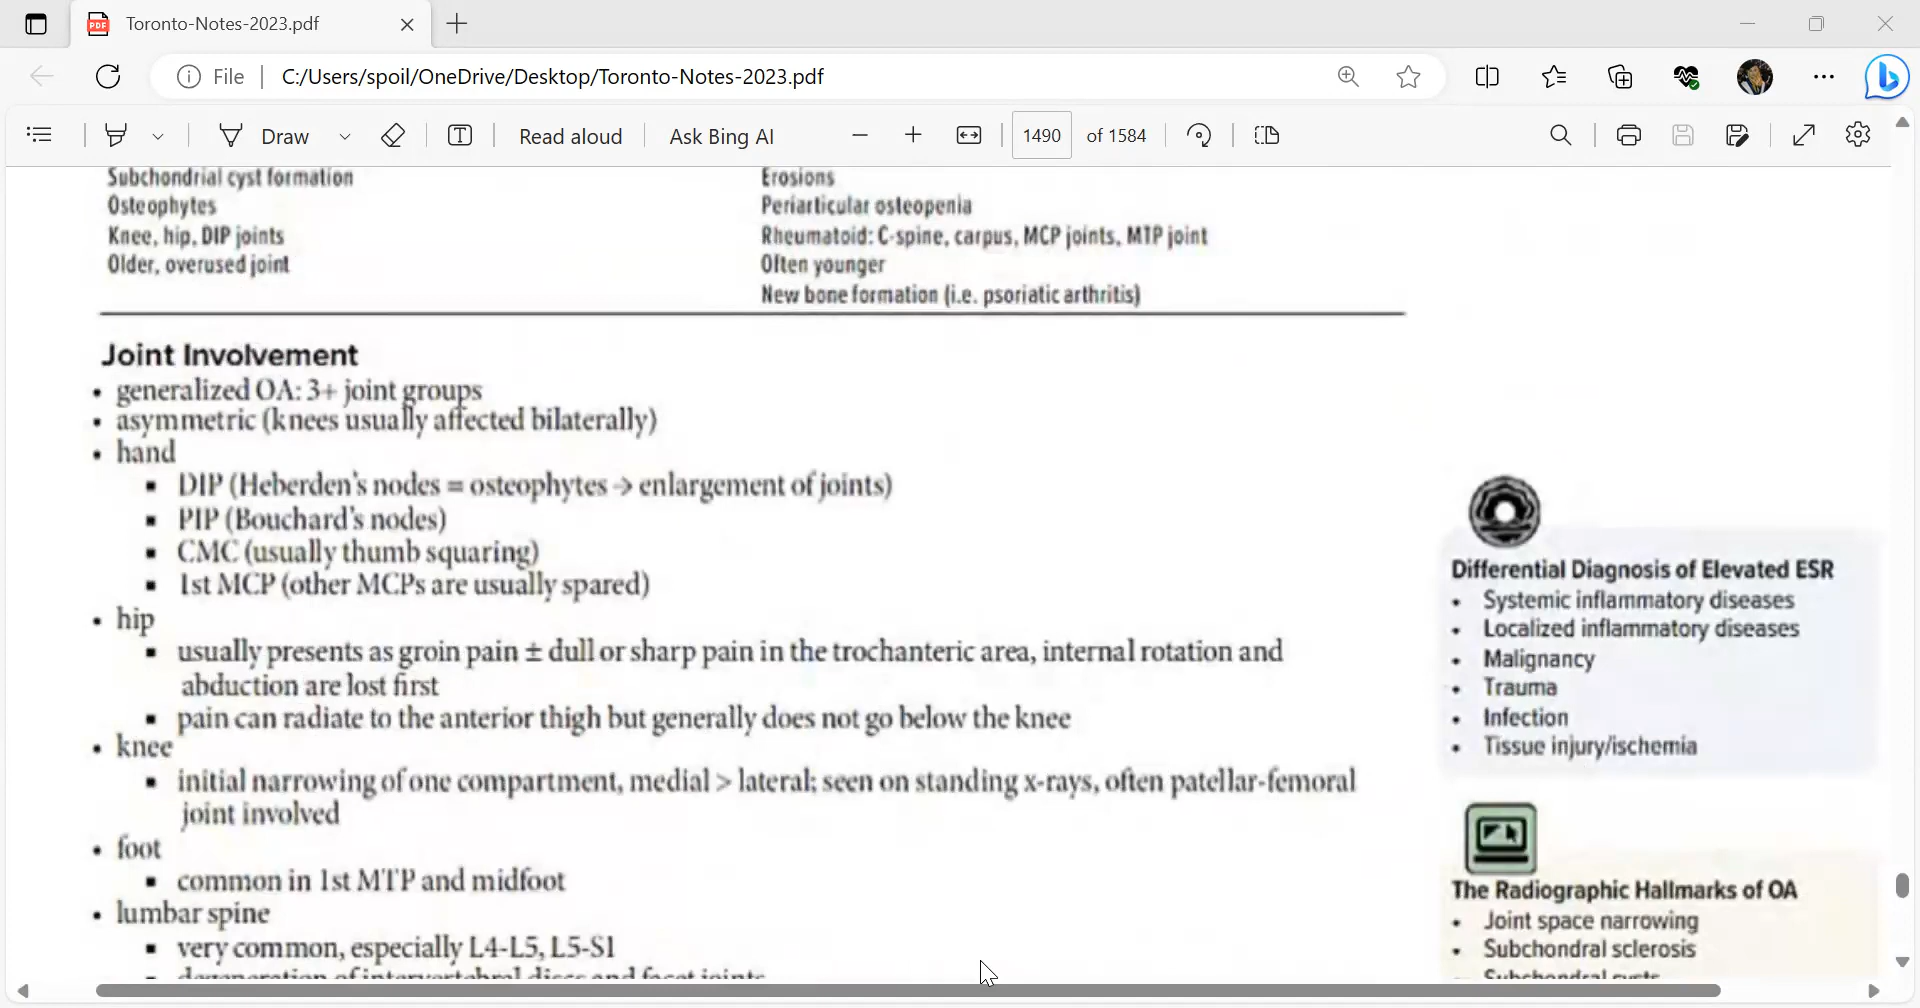 Toronto-Notes-2023.pdf
File
C:/Users/spoil/OneDrive/Desktop/Toronto-Notes-2023.pdf
Draw
Read aloud
Ask Bing AI
1490 of 1584
Subchondrial cyst formation
Osteophytes
Knee, hip, DIP joints
Older, overused joint
Erosions
Periarticular osteopenia
Rheumatoid: C-spine, carpus, MCP joints, MTP joint
Often younger
New bone formation (i.e. psoriatic arthritis)
Joint Involvement
• generalized OA: 3+ joint groups
• asymmetric (knees usually affected bilaterally)
• hand
▪ DIP (Heberden's nodes = osteophytes → enlargement of joints)
▪ PIP (Bouchard's nodes)
▪ CMC (usually thumb squaring)
▪ 1st MCP (other MCPs are usually spared)
• hip
▪ usually presents as groin pain ± dull or sharp pain in the trochanteric area, internal rotation and
abduction are lost first
▪ pain can radiate to the anterior thigh but generally does not go below the knee
• knee
▪ initial narrowing of one compartment, medial > lateral; seen on standing x-rays, often patellar-femoral
joint involved
• foot
▪ common in 1st MTP and midfoot
• lumbar spine
▪ very common, especially L4-L5, L5-S1
▪ degeneration of intervertebral discs and facet joints
Differential Diagnosis of Elevated ESR
• Systemic inflammatory diseases
• Localized inflammatory diseases
• Malignancy
• Trauma
• Infection
• Tissue injury/ischemia
The Radiographic Hallmarks of OA
• Joint space narrowing
• Subchondral sclerosis
• Subchondral cysts